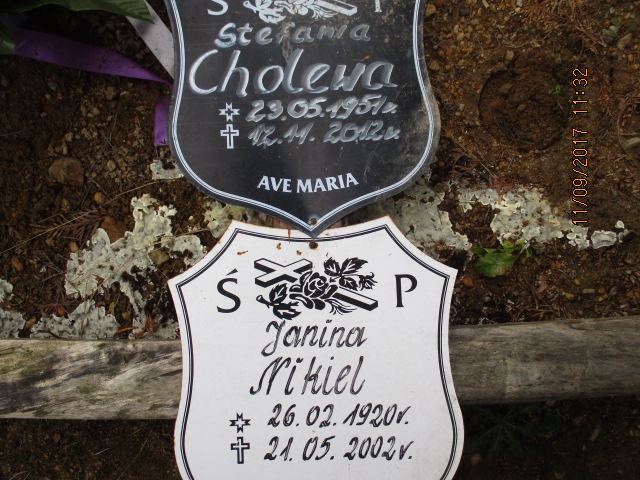 Ś P
Stefania
Cholewa
23.05.1951r.
12.11.2012r.
AVE MARIA
Ś P
Janina
Nikiel
26.02.1920r.
21.05.2002r.
11/09/2017 11:32